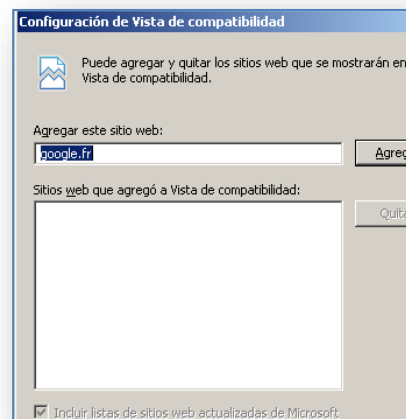 Configuración de Vista de compatibilidad
Puede agregar y quitar los sitios web que se mostrarán en
Vista de compatibilidad.
Agregar este sitio web:
google.fr
Agreg
Sitios web que agregó a Vista de compatibilidad:
Quita
Incluir listas de sitios web actualizadas de Microsoft